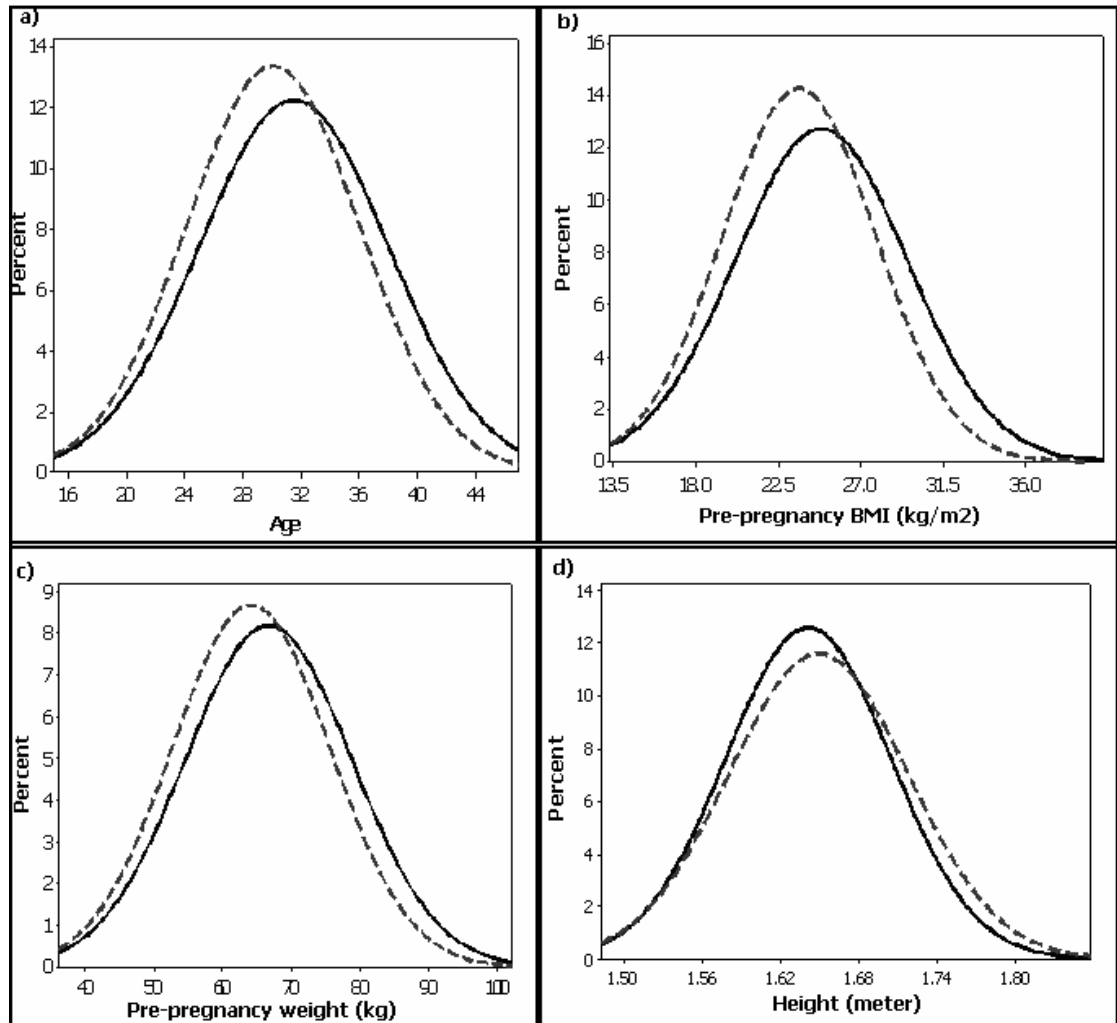 a)
14
12
10
8
6
4
2
0
Percent
16 20 24 28 32 36 40 44
Age
b)
16
14
12
10
8
6
4
2
0
Percent
13.5 18.0 22.5 27.0 31.5 36.0
Pre-pregnancy BMI (kg/m2)
c)
9
8
7
6
5
4
3
2
1
0
Percent
40 50 60 70 80 90 100
Pre-pregnancy weight (kg)
d)
14
12
10
8
6
4
2
0
Percent
1.50 1.56 1.62 1.68 1.74 1.80
Height (meter)